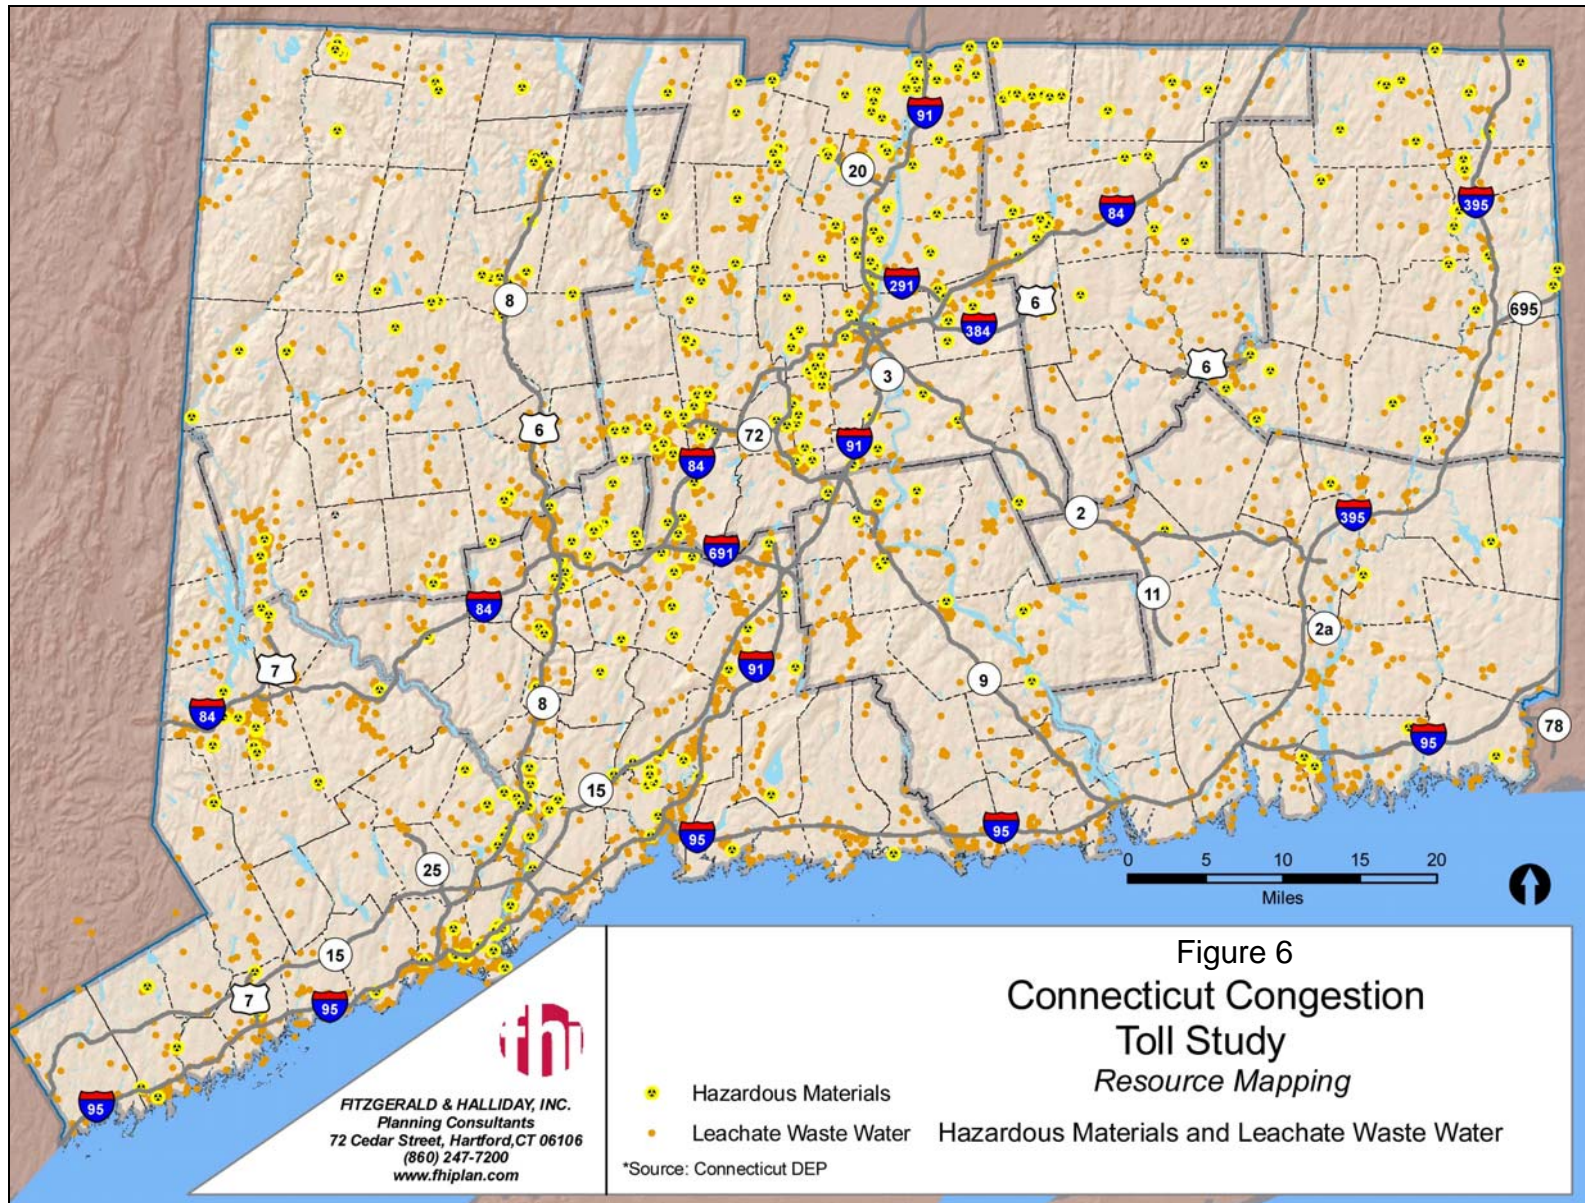 91
20
395
84
291
8
6
695
384
6
3
6
72
91
84
2
395
691
11
84
2a
91
7
9
8
84
78
95
15
95
95
25
0 5 10 15 20
Miles
15
7
95
95
fhi
FITZGERALD & HALLIDAY, INC.
Planning Consultants
72 Cedar Street, Hartford,CT 06106
(860) 247-7200
www.fhiplan.com
Figure 6
Connecticut Congestion
Toll Study
Resource Mapping
Hazardous Materials and Leachate Waste Water
Hazardous Materials
Leachate Waste Water
*Source: Connecticut DEP